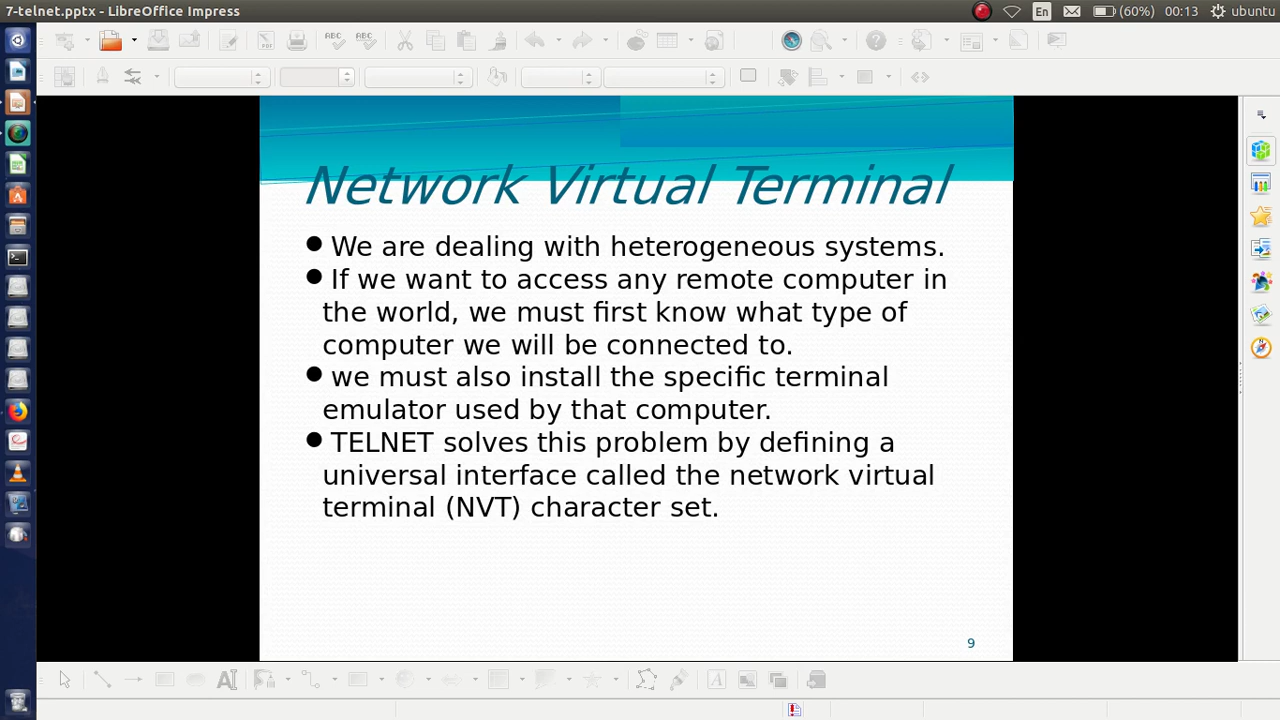 7-telnet.pptx - LibreOffice Impress
En
(60%)
00:13
ubuntu
Network Virtual Terminal
● We are dealing with heterogeneous systems.
● If we want to access any remote computer in
the world, we must first know what type of
computer we will be connected to.
● we must also install the specific terminal
emulator used by that computer.
● TELNET solves this problem by defining a
universal interface called the network virtual
terminal (NVT) character set.
9